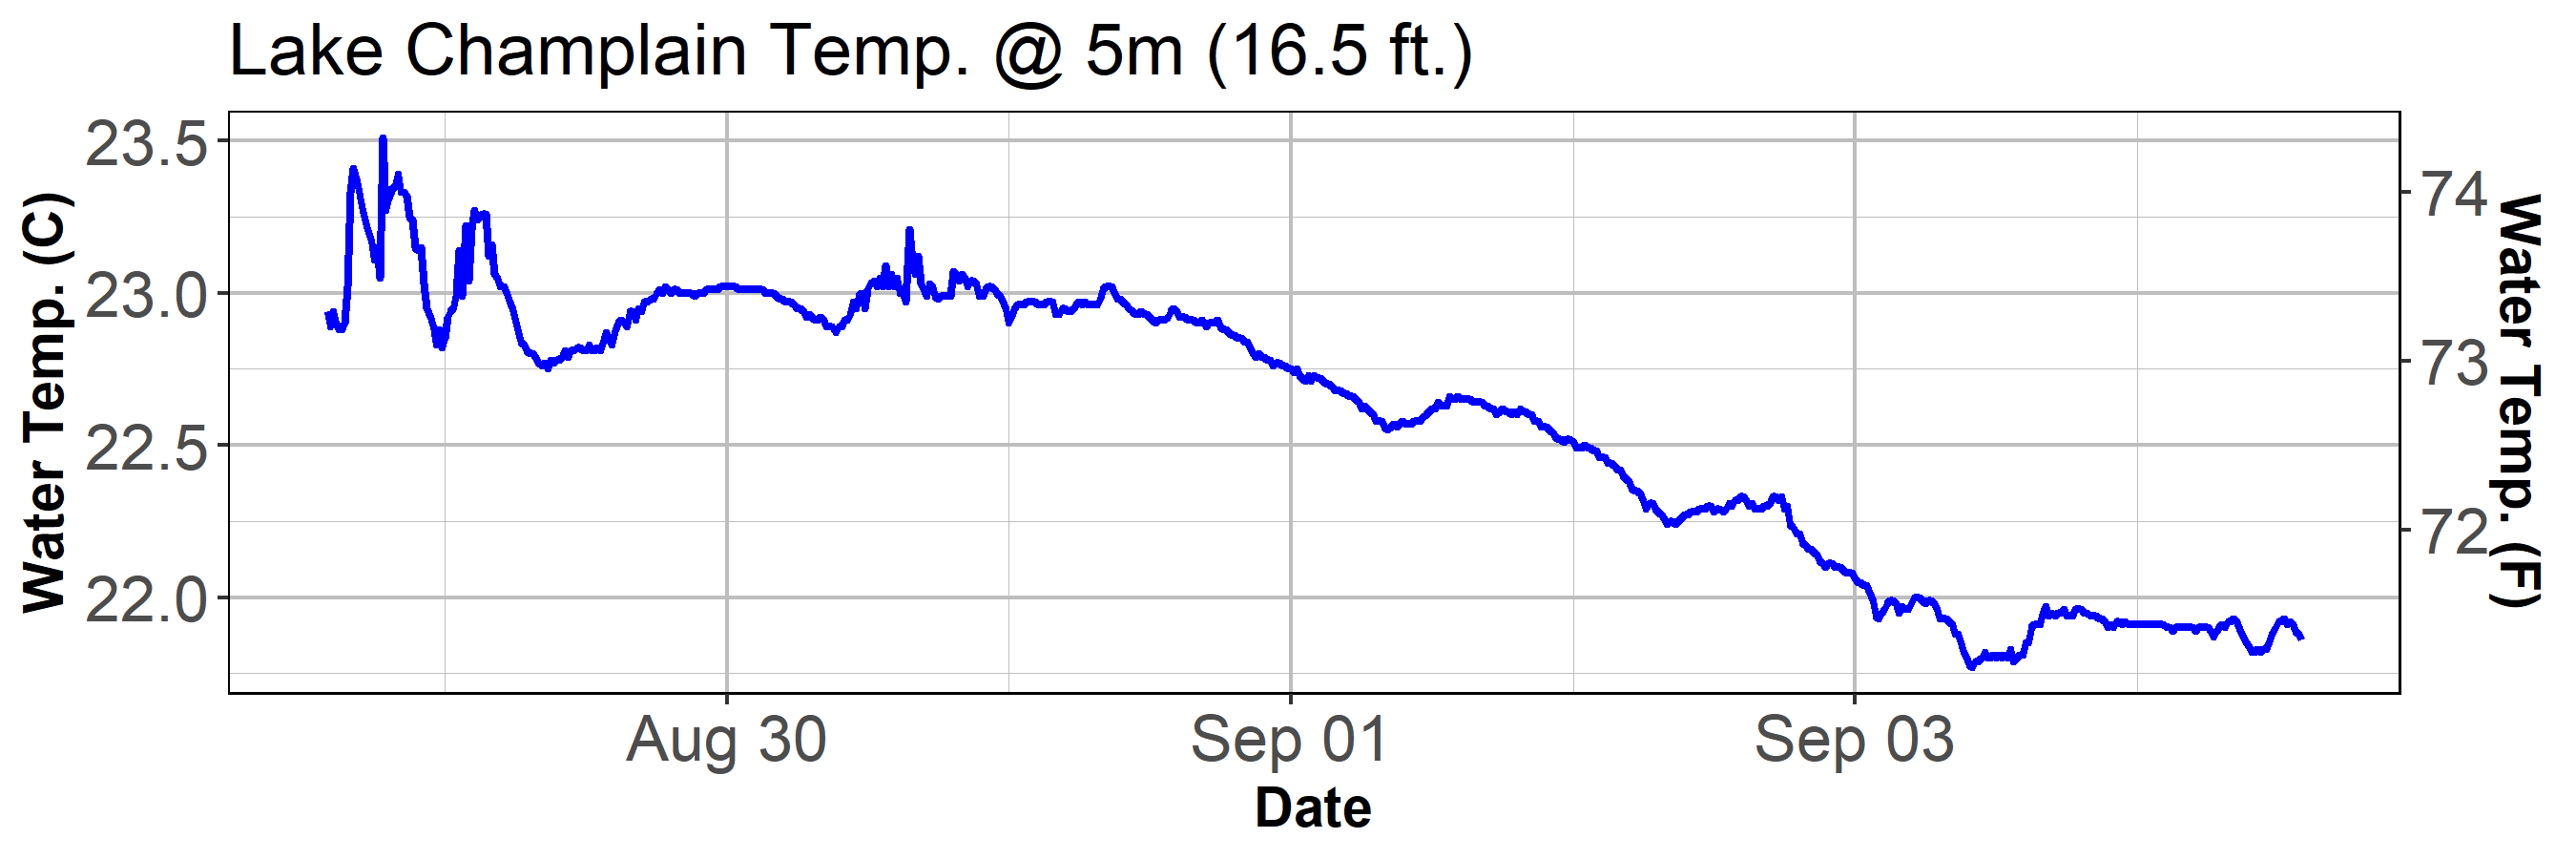 Lake Champlain Temp. @ 5m (16.5 ft.)
Water Temp. (C)
23.5
23.0
22.5
22.0
74
73
72
Water Temp. (F)
Aug 30
Sep 01
Sep 03
Date